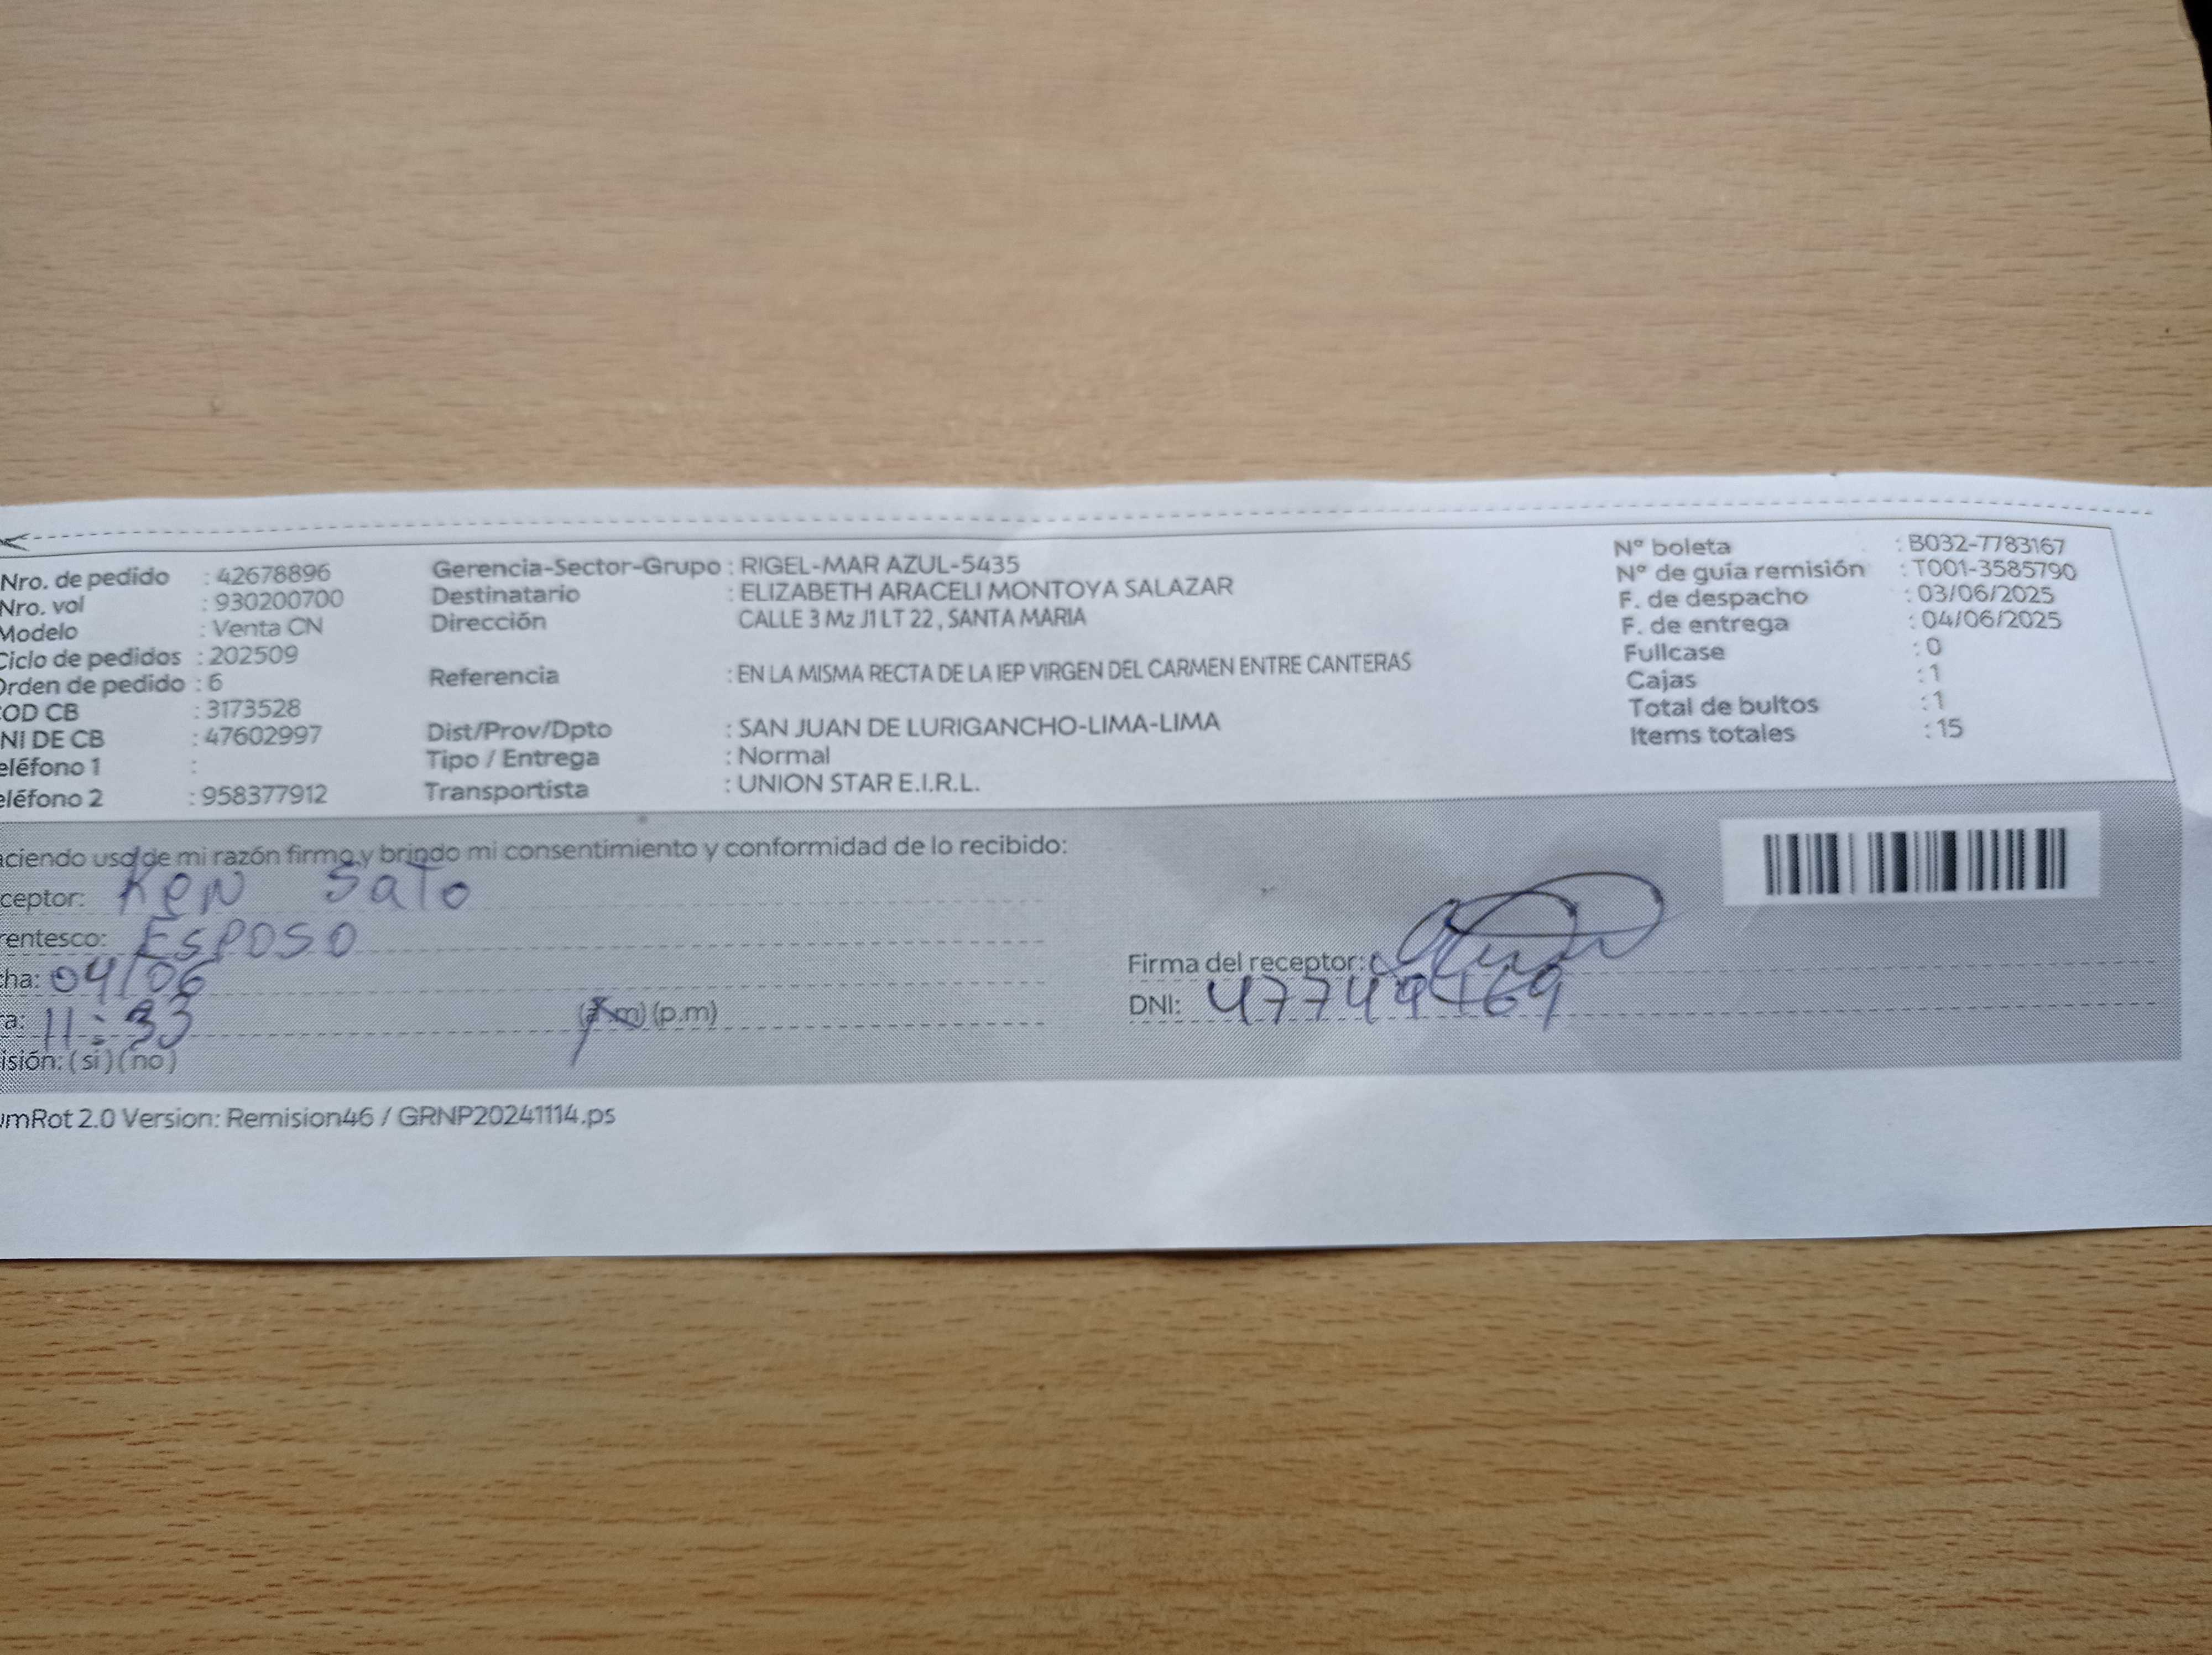 Nro. de pedido : 42678896
Nro. vol : 930200700
Modelo : Venta CN
Ciclo de pedidos : 202509
Orden de pedido : 6
OD CB : 3173528
NI DE CB : 47602997
eléfono 1 :
eléfono 2 : 958377912
Gerencia-Sector-Grupo : RIGEL-MAR AZUL-5435
Destinatario : ELIZABETH ARACELI MONTOYA SALAZAR
Dirección CALLE 3 Mz J1 LT 22 , SANTA MARIA
Referencia : EN LA MISMA RECTA DE LA IEP VIRGEN DEL CARMEN ENTRE CANTERAS
Dist/Prov/Dpto : SAN JUAN DE LURIGANCHO-LIMA-LIMA
Tipo / Entrega : Normal
Transportista : UNION STAR E.I.R.L.
N° boleta : B032-7783167
N° de guía remisión : T001-3585790
F. de despacho : 03/06/2025
F. de entrega : 04/06/2025
Fullcase : 0
Cajas : 1
Total de bultos : 1
Items totales : 15
aciendo uso de mi razón firmo y brindo mi consentimiento y conformidad de lo recibido:
ceptor: Ken Sato
rentesco: ESPOSO
cha: 04/06
ra: 11:33 (a.m) (p.m)
isión: (si) (no)
Firma del receptor:
DNI: 47749169
umRot 2.0 Version: Remision46 / GRNP20241114.ps